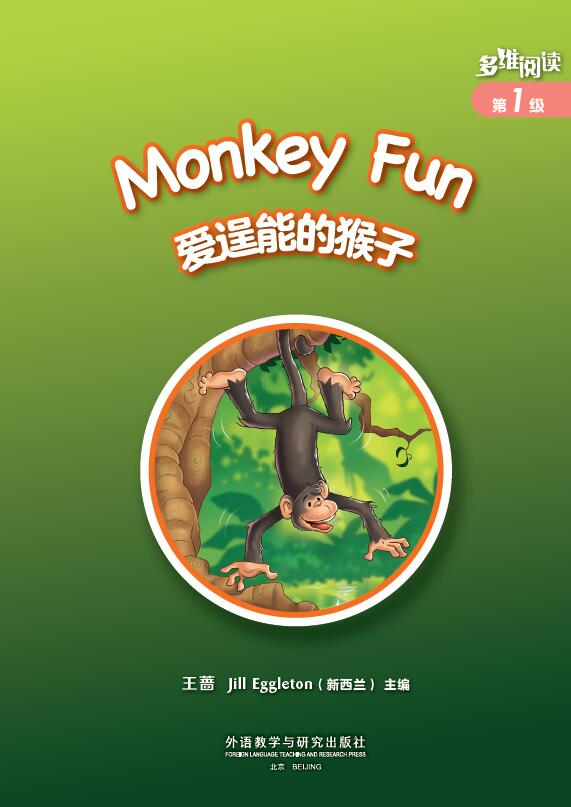 多维阅读
第1级
Monkey Fun
爱逞能的猴子
王蔷 Jill Eggleton（新西兰） 主编
外语教学与研究出版社
FOREIGN LANGUAGE TEACHING AND RESEARCH PRESS
北京 BEIJING